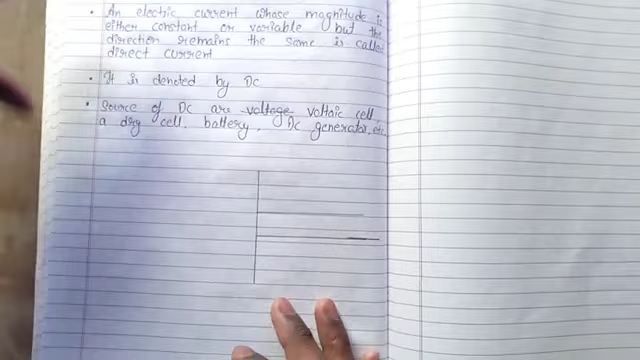 An electric current whose magnitude is
either constant or variable but the
direction remains the same is called
direct current
It is denoted by Dc
Source of Dc are voltage voltaic cell,
a dry cell, battery, Dc generator, etc.